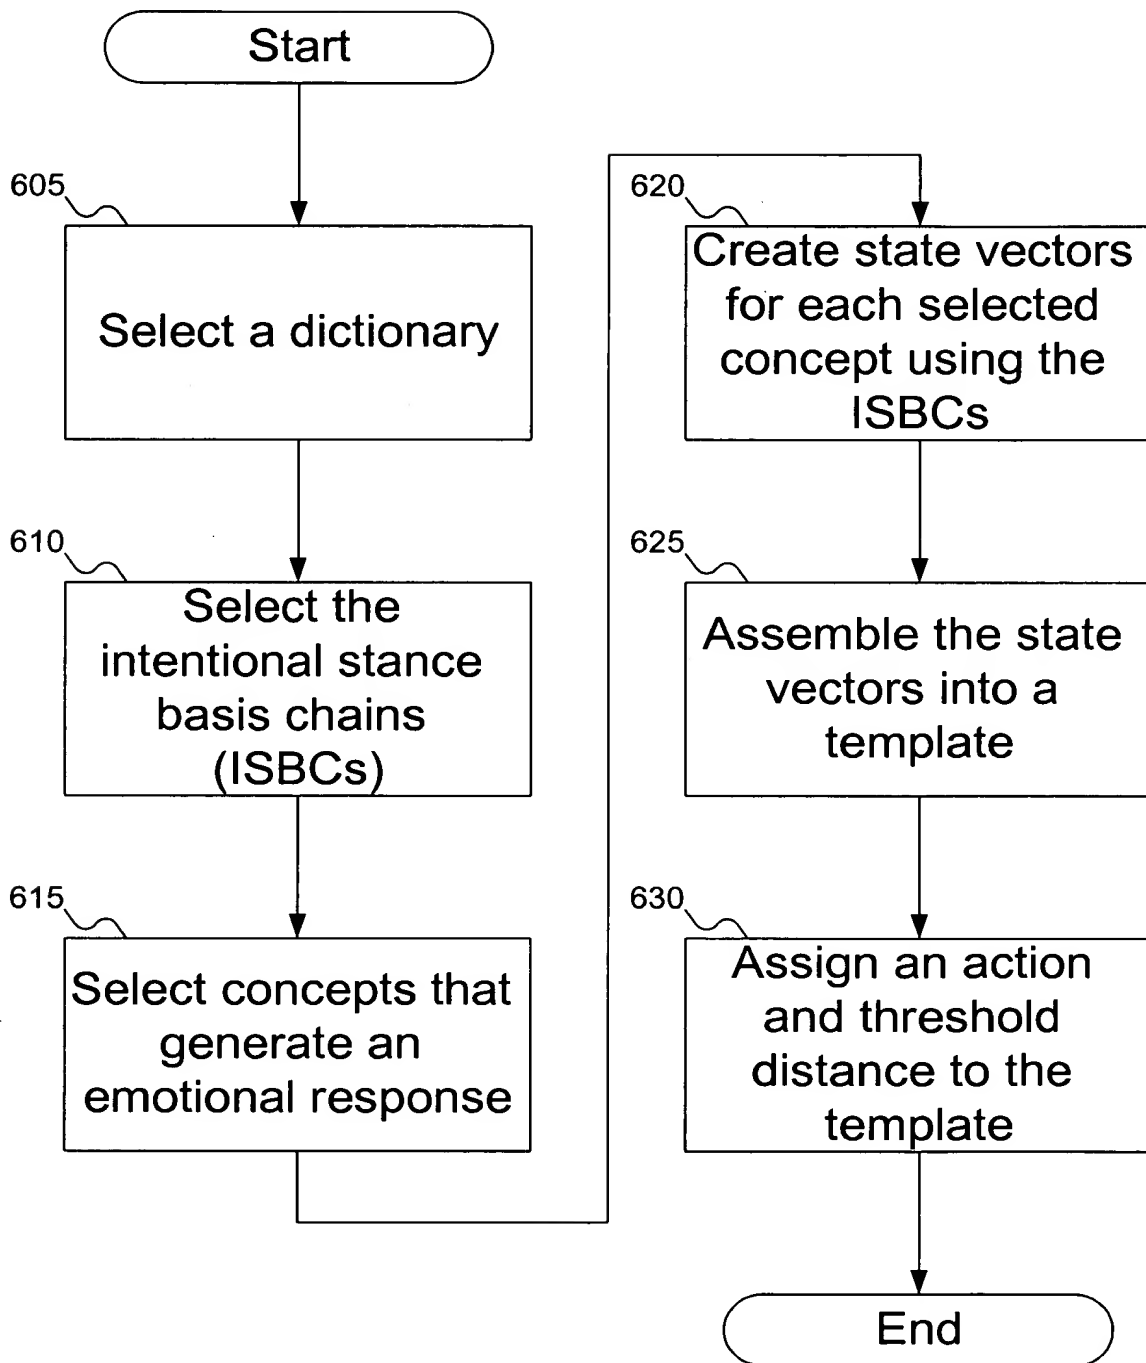 Start
605
Select a dictionary
610
Select the
intentional stance
basis chains
(ISBCs)
615
Select concepts that
generate an
emotional response
620
Create state vectors
for each selected
concept using the
ISBCs
625
Assemble the state
vectors into a
template
630
Assign an action
and threshold
distance to the
template
End